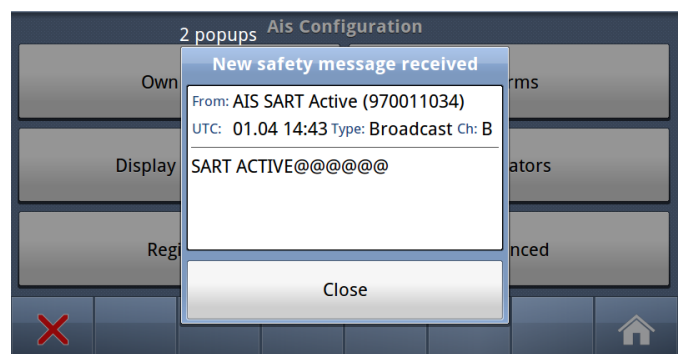 Ais Configuration
2 popups
New safety message received
Own
rms
From: AIS SART Active (970011034)
UTC: 01.04 14:43 Type: Broadcast Ch: B
Display
SART ACTIVE@@@@@@
ators
Regi
nced
Close